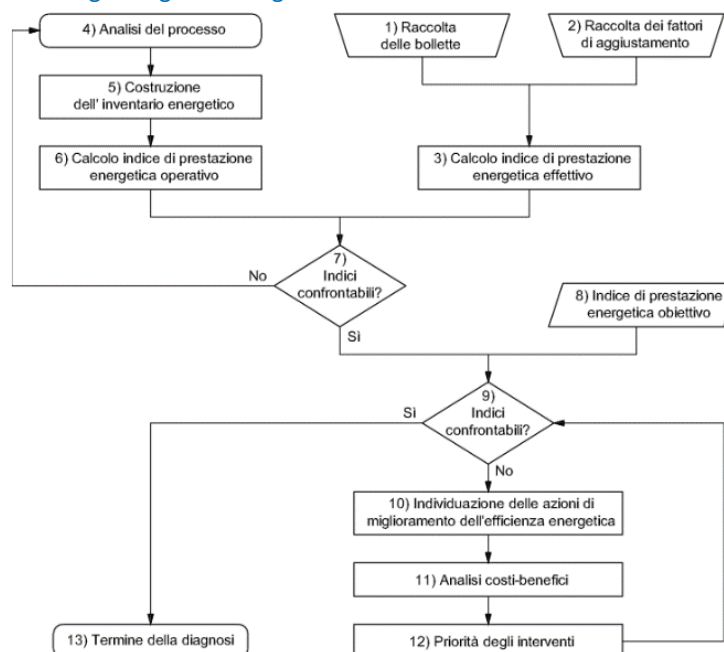 4) Analisi del processo
1) Raccolta
delle bollette
2) Raccolta dei fattori
di aggiustamento
5) Costruzione
dell' inventario energetico
6) Calcolo indice di prestazione
energetica operativo
3) Calcolo indice di prestazione
energetica effettivo
7)
Indici
confrontabili?
No
Sì
8) Indice di prestazione
energetica obiettivo
9)
Indici
confrontabili?
Sì
No
10) Individuazione delle azioni di
miglioramento dell'efficienza energetica
11) Analisi costi-benefici
13) Termine della diagnosi
12) Priorità degli interventi